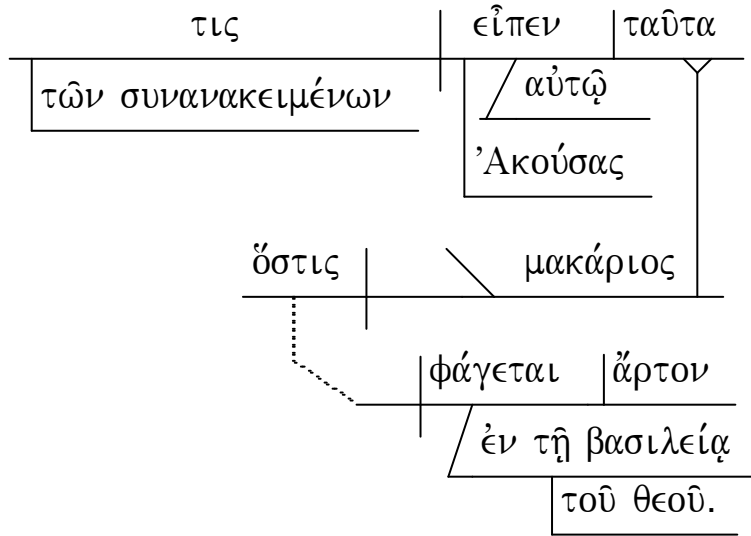 τις εἶπεν ταῦτα
τῶν συνανακειμένων αὐτῷ
Ἀκούσας
ὅστις μακάριος
φάγεται ἄρτον
ἐν τῇ βασιλείᾳ
τοῦ θεοῦ.